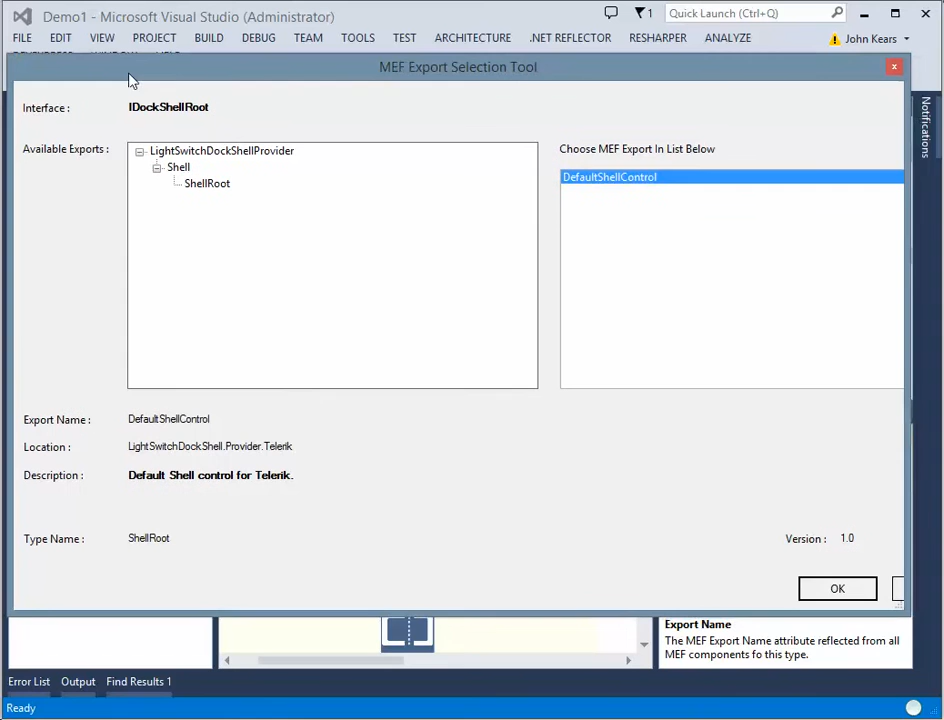 Demo1 - Microsoft Visual Studio (Administrator)
1
Quick Launch (Ctrl+Q)
FILE EDIT VIEW PROJECT BUILD DEBUG TEAM TOOLS TEST ARCHITECTURE .NET REFLECTOR RESHARPER ANALYZE
John Kears
MEF Export Selection Tool
x
Interface :
IDockShellRoot
Available Exports :
LightSwitchDockShellProvider
Shell
ShellRoot
Choose MEF Export In List Below
DefaultShellControl
Notifications
Export Name :
DefaultShellControl
Location :
LightSwitchDockShell.Provider.Telerik
Description :
Default Shell control for Telerik.
Type Name :
ShellRoot
Version :
1.0
OK
Export Name
The MEF Export Name attribute reflected from all
MEF components fo this type.
Error List Output Find Results 1
Ready